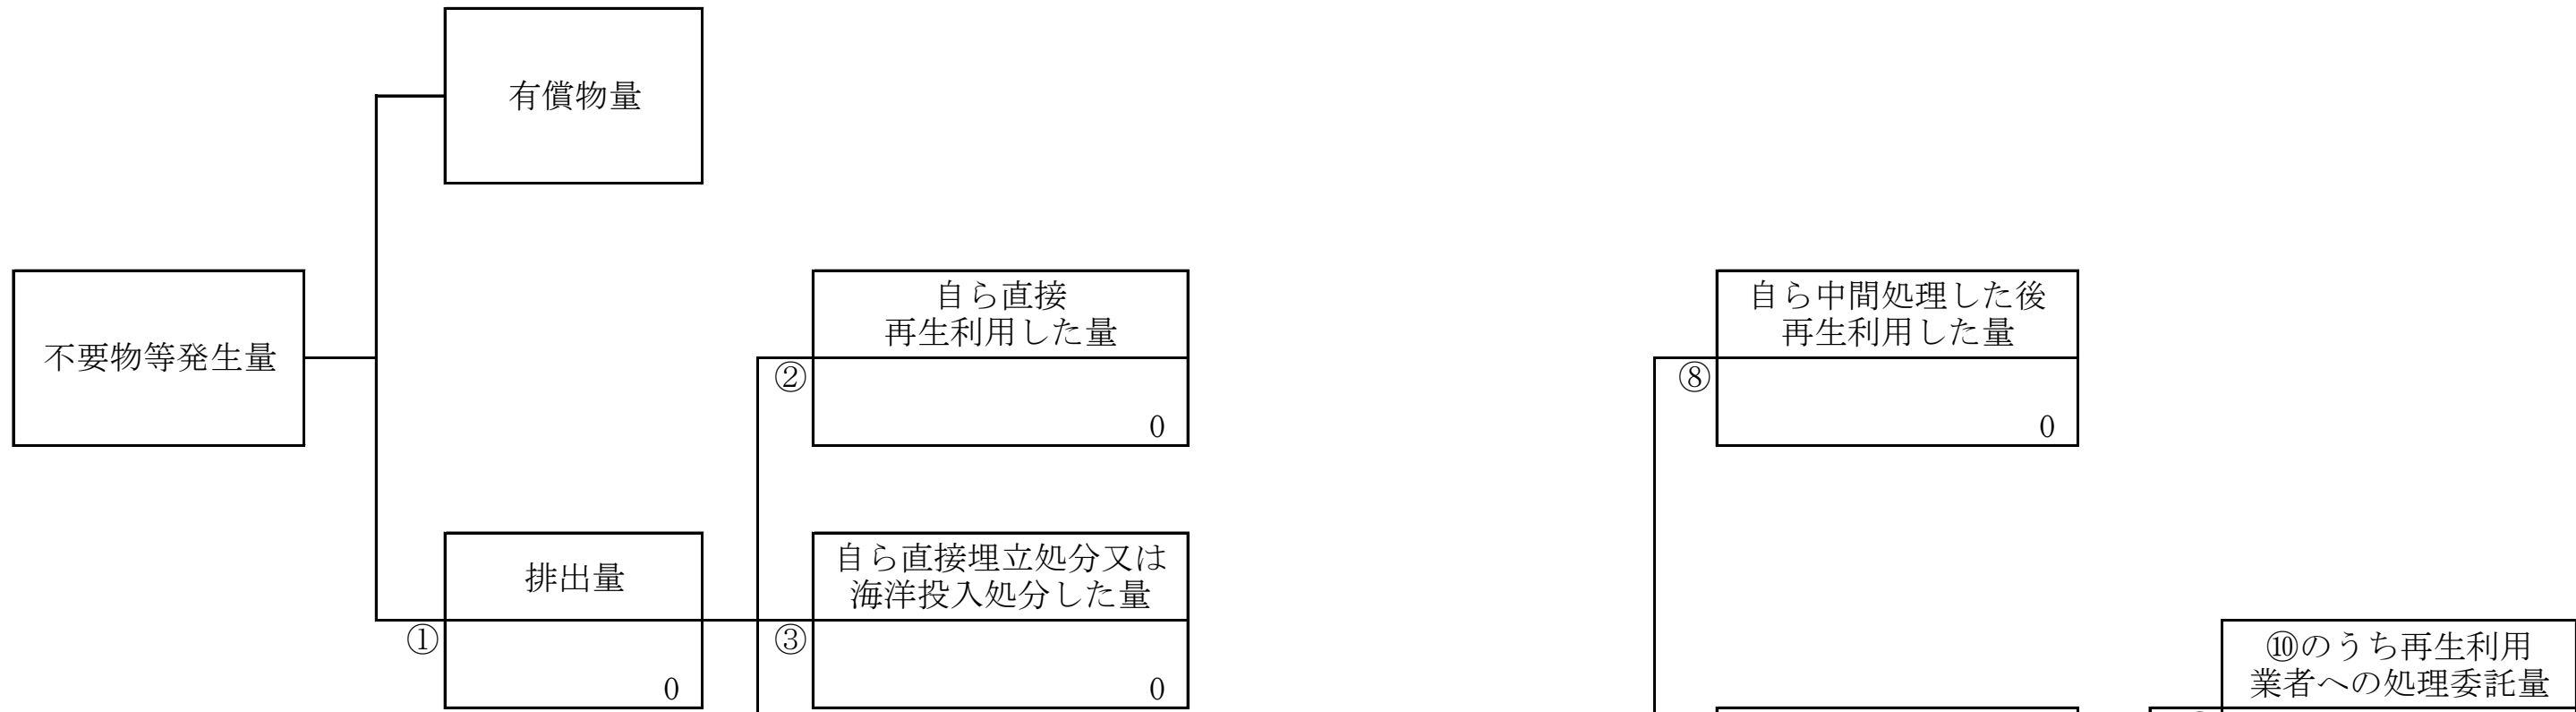 有償物量
不要物等発生量
自ら直接
再生利用した量
②
0
自ら中間処理した後
再生利用した量
⑧
0
排出量
①
0
自ら直接埋立処分又は
海洋投入処分した量
③
0
⑩のうち再生利用
業者への処理委託量